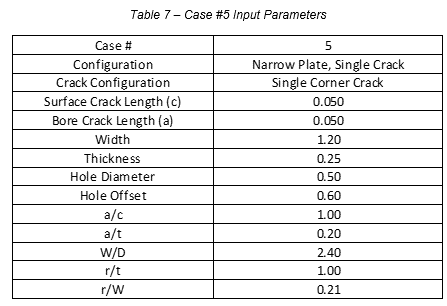 Table 7 – Case #5 Input Parameters
Case # 5
Configuration Narrow Plate, Single Crack
Crack Configuration Single Corner Crack
Surface Crack Length (c) 0.050
Bore Crack Length (a) 0.050
Width 1.20
Thickness 0.25
Hole Diameter 0.50
Hole Offset 0.60
a/c 1.00
a/t 0.20
W/D 2.40
r/t 1.00
r/W 0.21